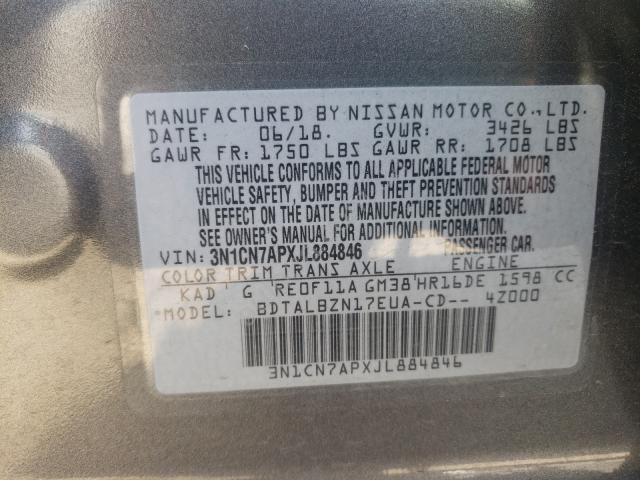 MANUFACTURED BY NISSAN MOTOR CO.,LTD.
DATE: 06/18. GVWR: 3426 LBS
GAWR FR: 1750 LBS GAWR RR: 1708 LBS
THIS VEHICLE CONFORMS TO ALL APPLICABLE FEDERAL MOTOR
VEHICLE SAFETY, BUMPER AND THEFT PREVENTION STANDARDS
IN EFFECT ON THE DATE OF MANUFACTURE SHOWN ABOVE.
SEE OWNER'S MANUAL FOR ADDITIONAL INFORMATION.
VIN: 3N1CN7APXJL884846 PASSENGER CAR.
COLOR TRIM TRANS AXLE ENGINE
KAD G RE0F11A GM38 HR16DE 1598 CC
*MODEL: BDTALBZN17EUA-CD-- 4Z000
3N1CN7APXJL884846